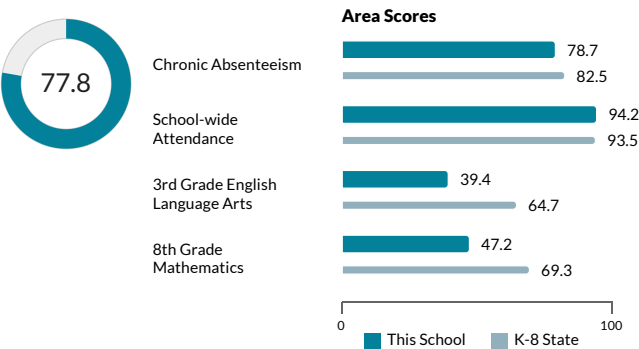 Area Scores
77.8
Chronic Absenteeism
78.7
82.5
School-wide
Attendance
94.2
93.5
3rd Grade English
Language Arts
39.4
64.7
8th Grade
Mathematics
47.2
69.3
0
100
This School
K-8 State